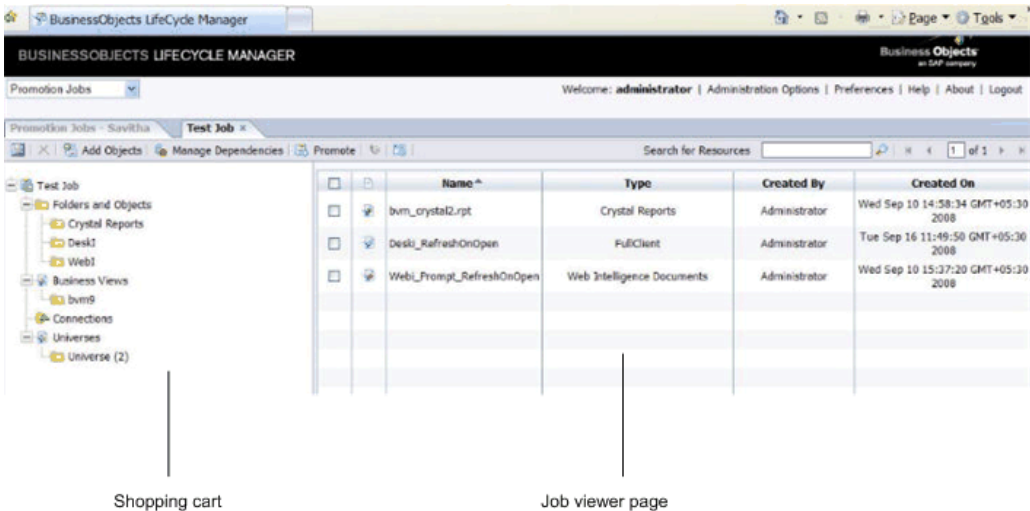 BusinessObjects LifeCycle Manager
Page Tools
BUSINESSOBJECTS LIFECYCLE MANAGER
Business Objects
an SAP company
Promotion Jobs
Welcome: administrator | Administration Options | Preferences | Help | About | Logout
Promotion Jobs - Savitha Test Job ×
Add Objects Manage Dependencies Promote Search for Resources 1 of 1
Test Job
Folders and Objects
Crystal Reports
DeskI
WebI
Business Views
bvm9
Connections
Universes
Universe (2)
Name Type Created By Created On
bvm_crystal2.rpt Crystal Reports Administrator Wed Sep 10 14:58:34 GMT+05:30 2008
Deski_RefreshOnOpen FullClient Administrator Tue Sep 16 11:49:50 GMT+05:30 2008
Webi_Prompt_RefreshOnOpen Web Intelligence Documents Administrator Wed Sep 10 15:37:20 GMT+05:30 2008
Shopping cart Job viewer page